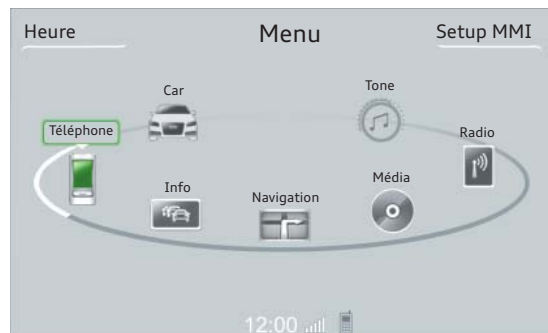 Heure
Menu
Setup MMI
Car
Tone
Téléphone
Radio
Info
Navigation
Média
12:00